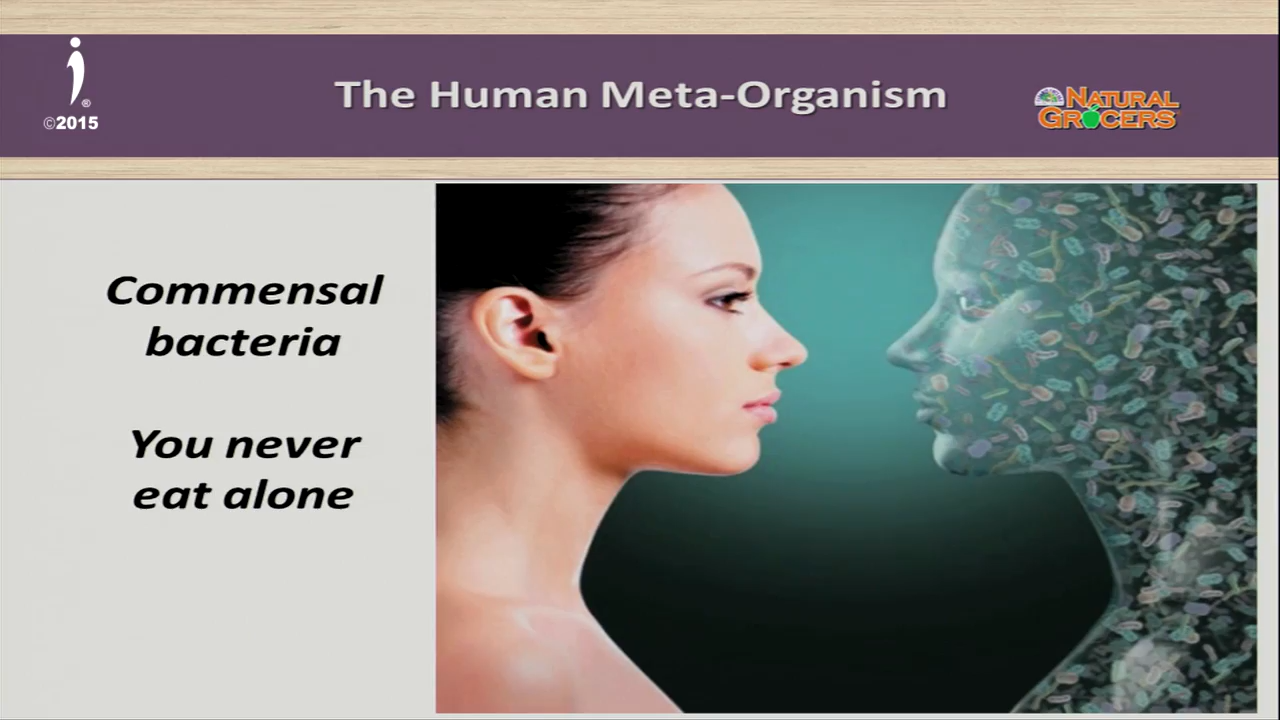 The Human Meta-Organism
®
©2015
NATURAL
GROCERS
Commensal
bacteria
You never
eat alone